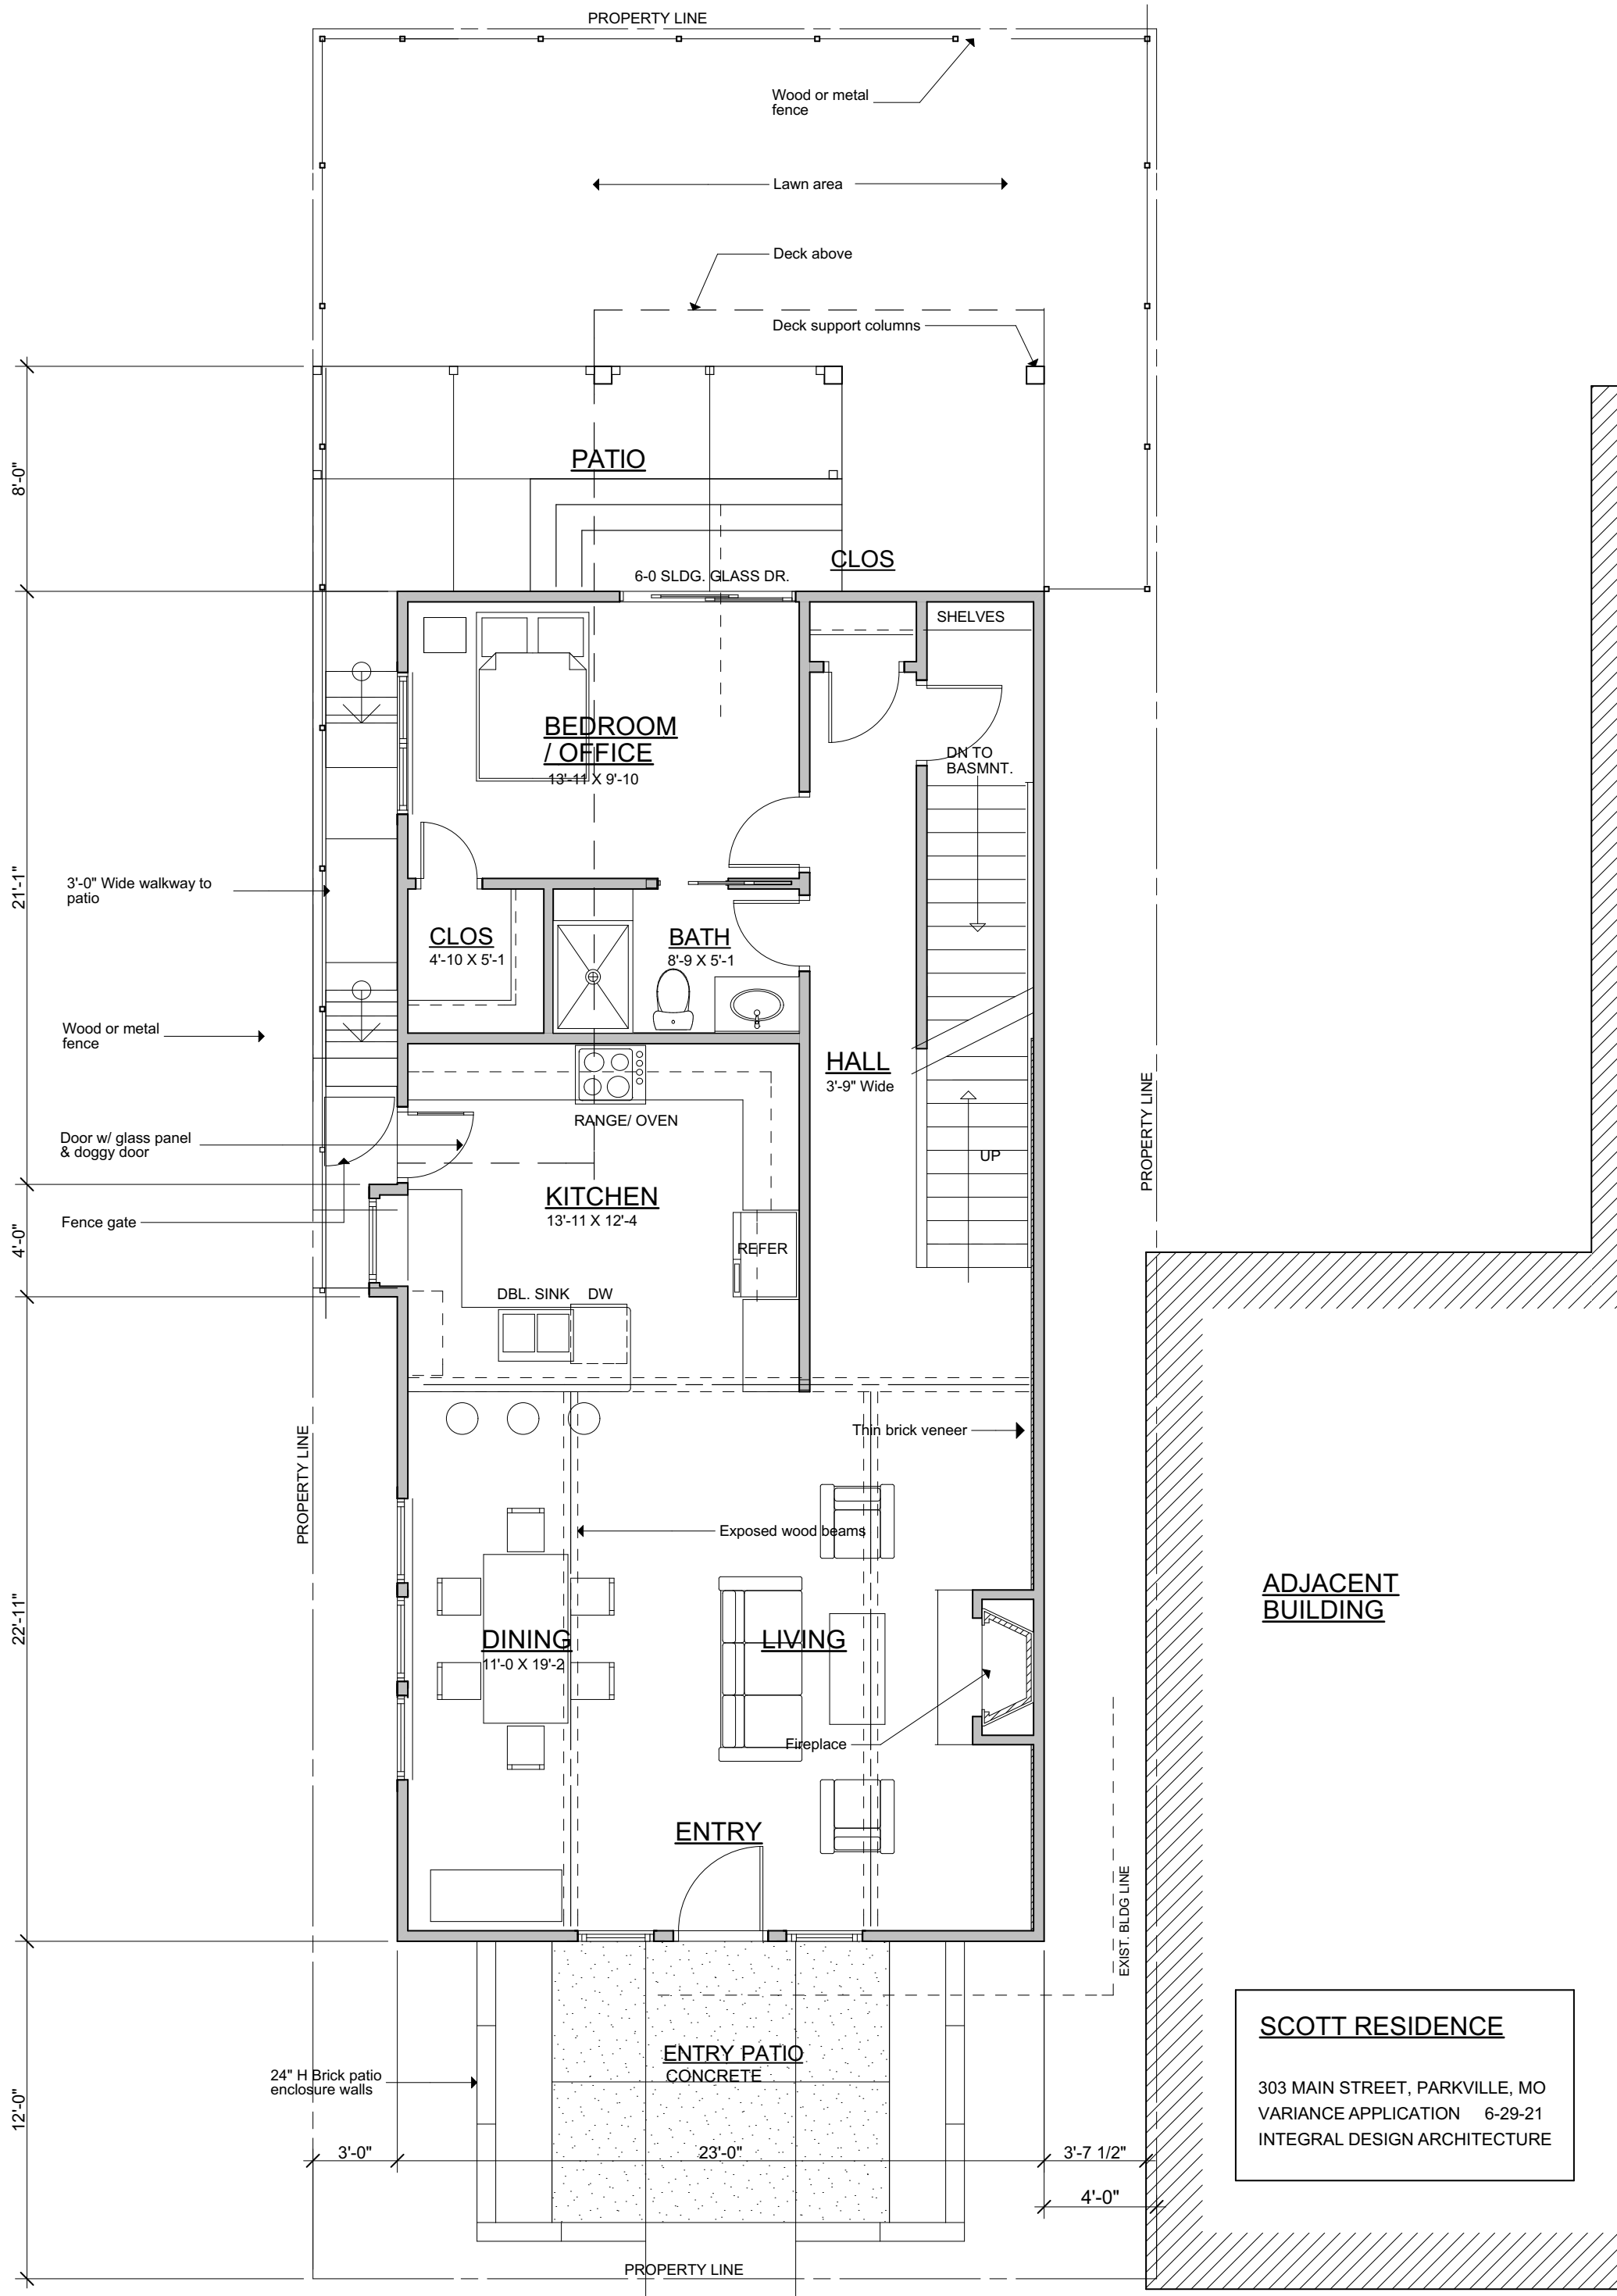 PROPERTY LINE
Wood or metal
fence
Lawn area
Deck above
Deck support columns
8'-0"
PATIO
CLOS
6-0 SLDG. GLASS DR.
SHELVES
BEDROOM
/ OFFICE
13'-11 X 9'-10
DN TO
BASMNT.
21'-1"
3'-0" Wide walkway to
patio
CLOS
4'-10 X 5'-1
BATH
8'-9 X 5'-1
Wood or metal
fence
HALL
3'-9" Wide
RANGE/ OVEN
PROPERTY LINE
Door w/ glass panel
& doggy door
UP
KITCHEN
13'-11 X 12'-4
Fence gate
4'-0"
REFER
DBL. SINK
DW
Thin brick veneer
PROPERTY LINE
Exposed wood beams
22'-11"
ADJACENT
BUILDING
DINING
11'-0 X 19'-2
LIVING
Fireplace
ENTRY
EXIST. BLDG LINE
ENTRY PATIO
CONCRETE
24" H Brick patio
enclosure walls
12'-0"
3'-0"
23'-0"
3'-7 1/2"
4'-0"
PROPERTY LINE
SCOTT RESIDENCE
303 MAIN STREET, PARKVILLE, MO
VARIANCE APPLICATION 6-29-21
INTEGRAL DESIGN ARCHITECTURE